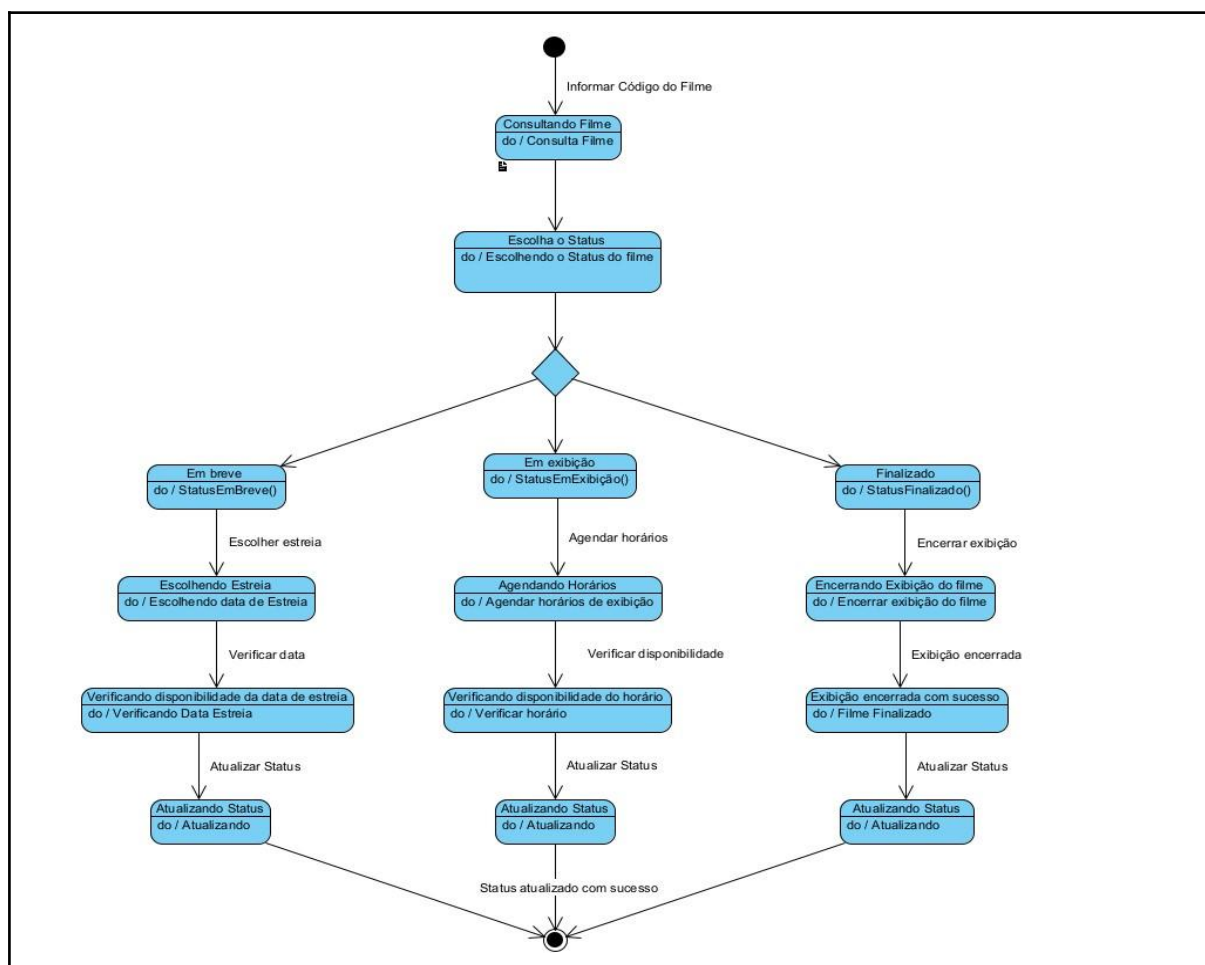 Informar Código do Filme
Consultando Filme
do / Consulta Filme
Escolha o Status
do / Escolhendo o Status do filme
Em breve
do / StatusEmBreve()
Em exibição
do / StatusEmExibição()
Finalizado
do / StatusFinalizado()
Escolher estreia
Agendar horários
Encerrar exibição
Escolhendo Estreia
do / Escolhendo data de Estreia
Agendando Horários
do / Agendar horários de exibição
Encerrando Exibição do filme
do / Encerrar exibição do filme
Verificar data
Verificar disponibilidade
Exibição encerrada
Verificando disponibilidade da data de estreia
do / Verificando Data Estreia
Verificando disponibilidade do horário
do / Verificar horário
Exibição encerrada com sucesso
do / Filme Finalizado
Atualizar Status
Atualizar Status
Atualizar Status
Atualizando Status
do / Atualizando
Atualizando Status
do / Atualizando
Atualizando Status
do / Atualizando
Status atualizado com sucesso